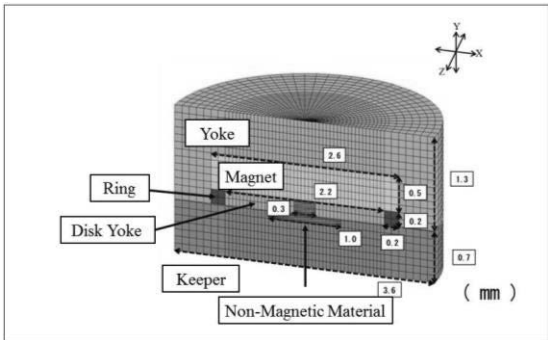 Y
X
Z
Yoke
2.6
1.3
Magnet
0.5
Ring
2.2
0.2
0.3
Disk Yoke
1.0
0.2
0.7
Keeper
3.6
( mm )
Non-Magnetic Material